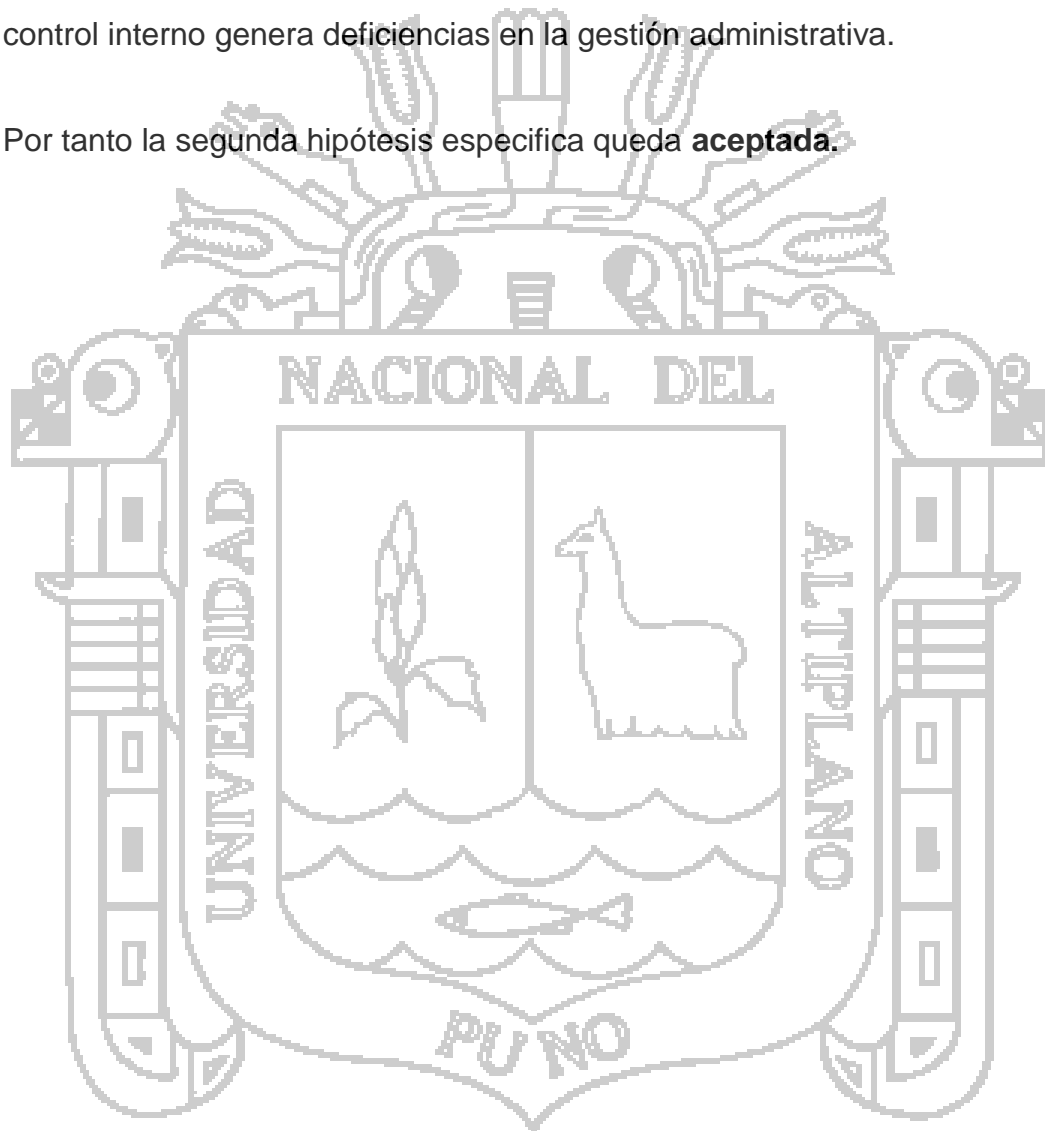 control interno genera deficiencias en la gestión administrativa.
Por tanto la segunda hipótesis especifica queda aceptada.
NACIONAL DEL
UNIVERSIDAD
ALTIPLANO
PUNO